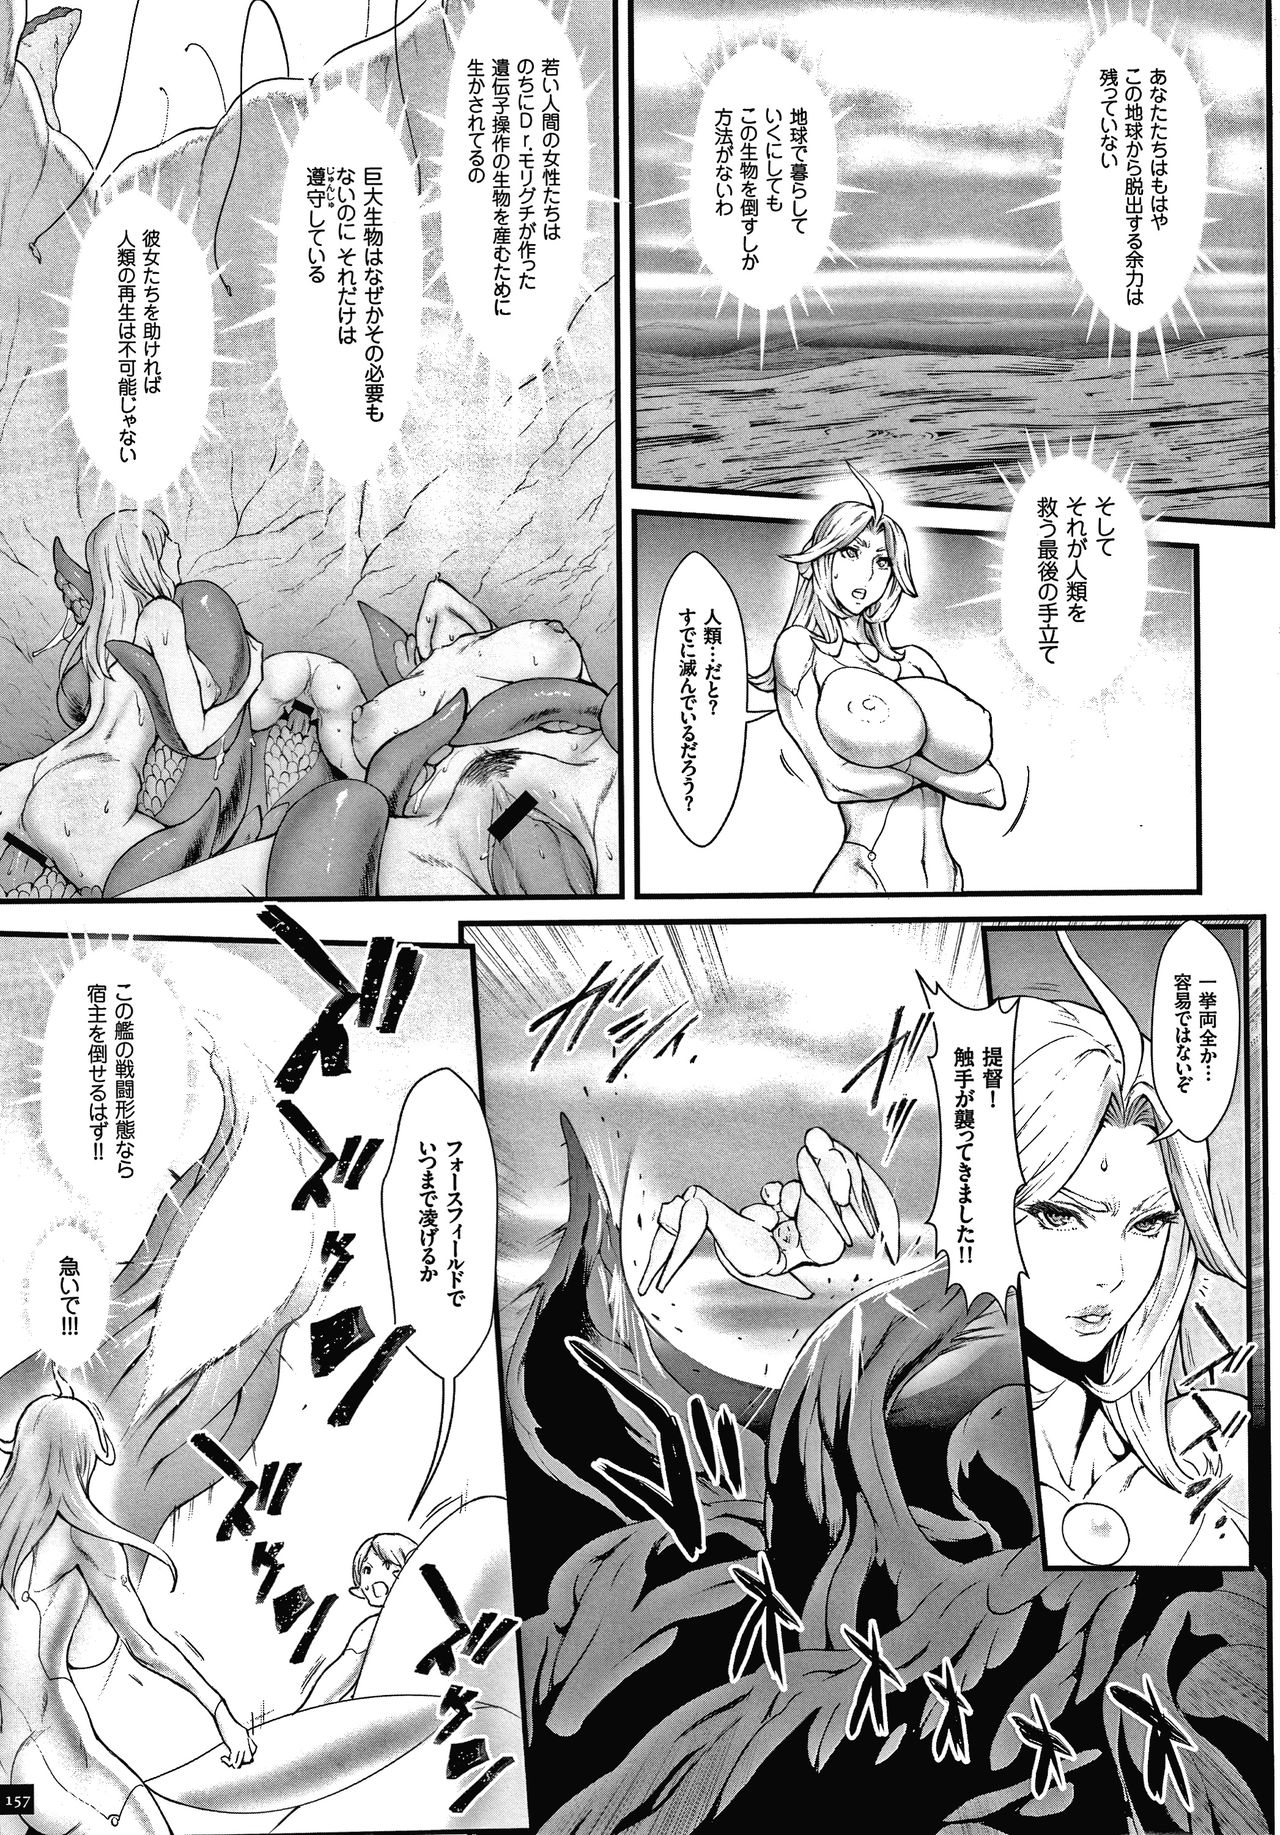 あなたたちはもはや
この地球から脱出する余力は
残っていない
地球で暮らして
いくにしても
この生物を倒すしか
方法がないわ
そして
それが人類を
救う最後の手立て
人類…だと?
すでに滅んでいるだろう?
若い人間の女性たちは
のちにDr.モリグチが作った
遺伝子操作の生物を産むために
生かされてるの
巨大生物はなぜかその必要も
ないのに それだけは
遵守している
じゅんしゅ
彼女たちを助ければ
人類の再生は不可能じゃない
一挙両全か…
容易ではないぞ
提督!
触手が襲ってきました!!
フォースフィールドで
いつまで凌げるか
この艦の戦闘形態なら
宿主を倒せるはず!!
急いで!!!
157